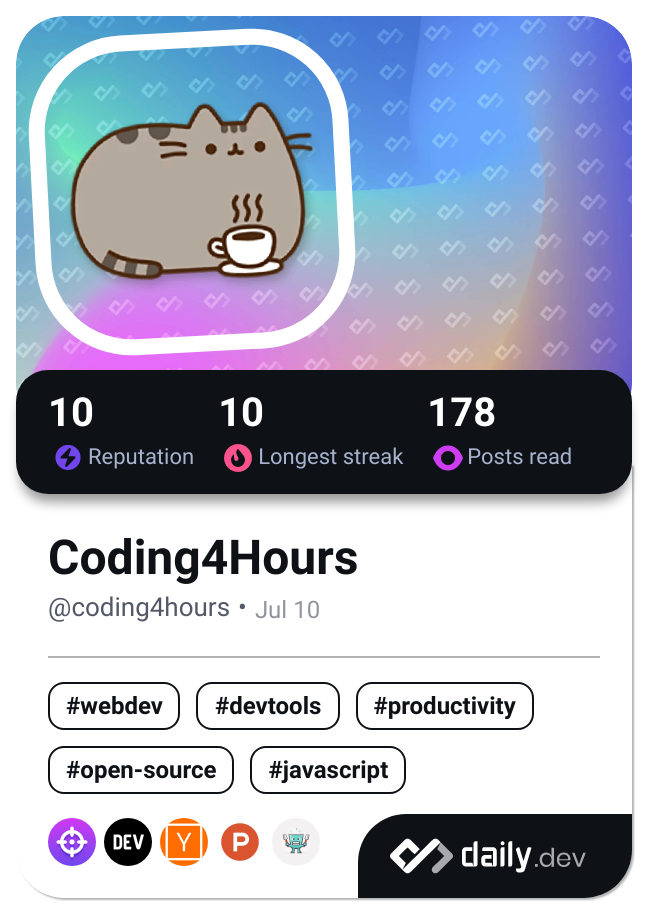 10 10 178
Reputation Longest streak Posts read
Coding4Hours
@coding4hours • Jul 10
#webdev #devtools #productivity
#open-source #javascript
DEV Y P
daily.dev